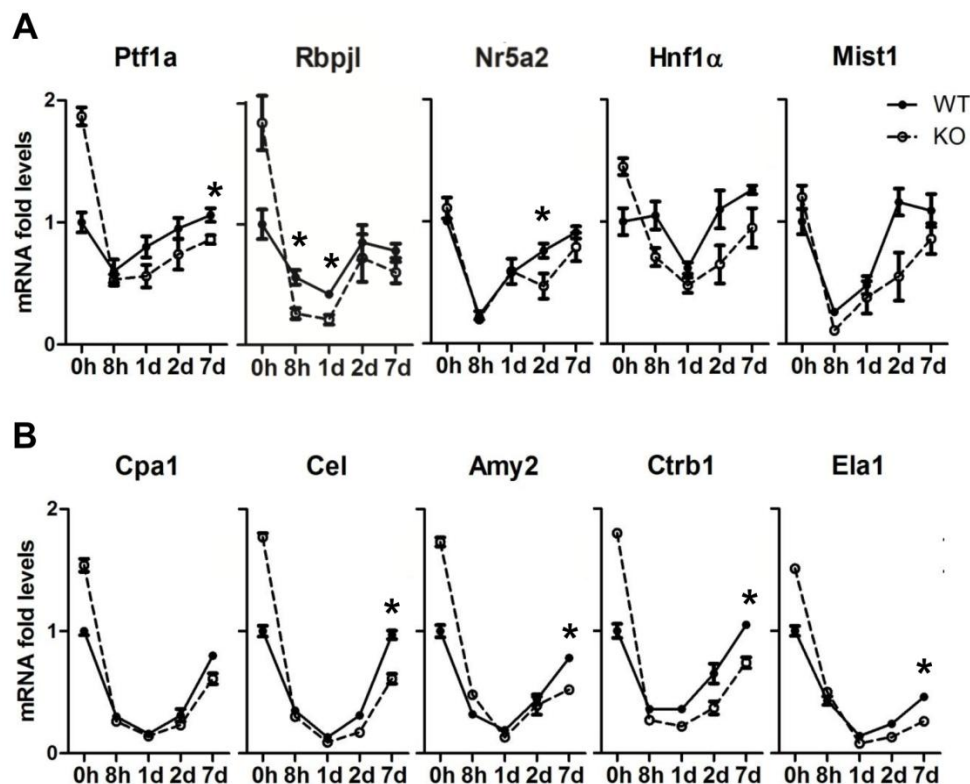 A
Ptf1a Rbpjl Nr5a2 Hnf1α Mist1
2
1
0
mRNA fold levels
WT
KO
* * * * 
0h 8h 1d 2d 7d 0h 8h 1d 2d 7d 0h 8h 1d 2d 7d 0h 8h 1d 2d 7d 0h 8h 1d 2d 7d
B
Cpa1 Cel Amy2 Ctrb1 Ela1
2
1
0
mRNA fold levels
* * * *
0h 8h 1d 2d 7d 0h 8h 1d 2d 7d 0h 8h 1d 2d 7d 0h 8h 1d 2d 7d 0h 8h 1d 2d 7d